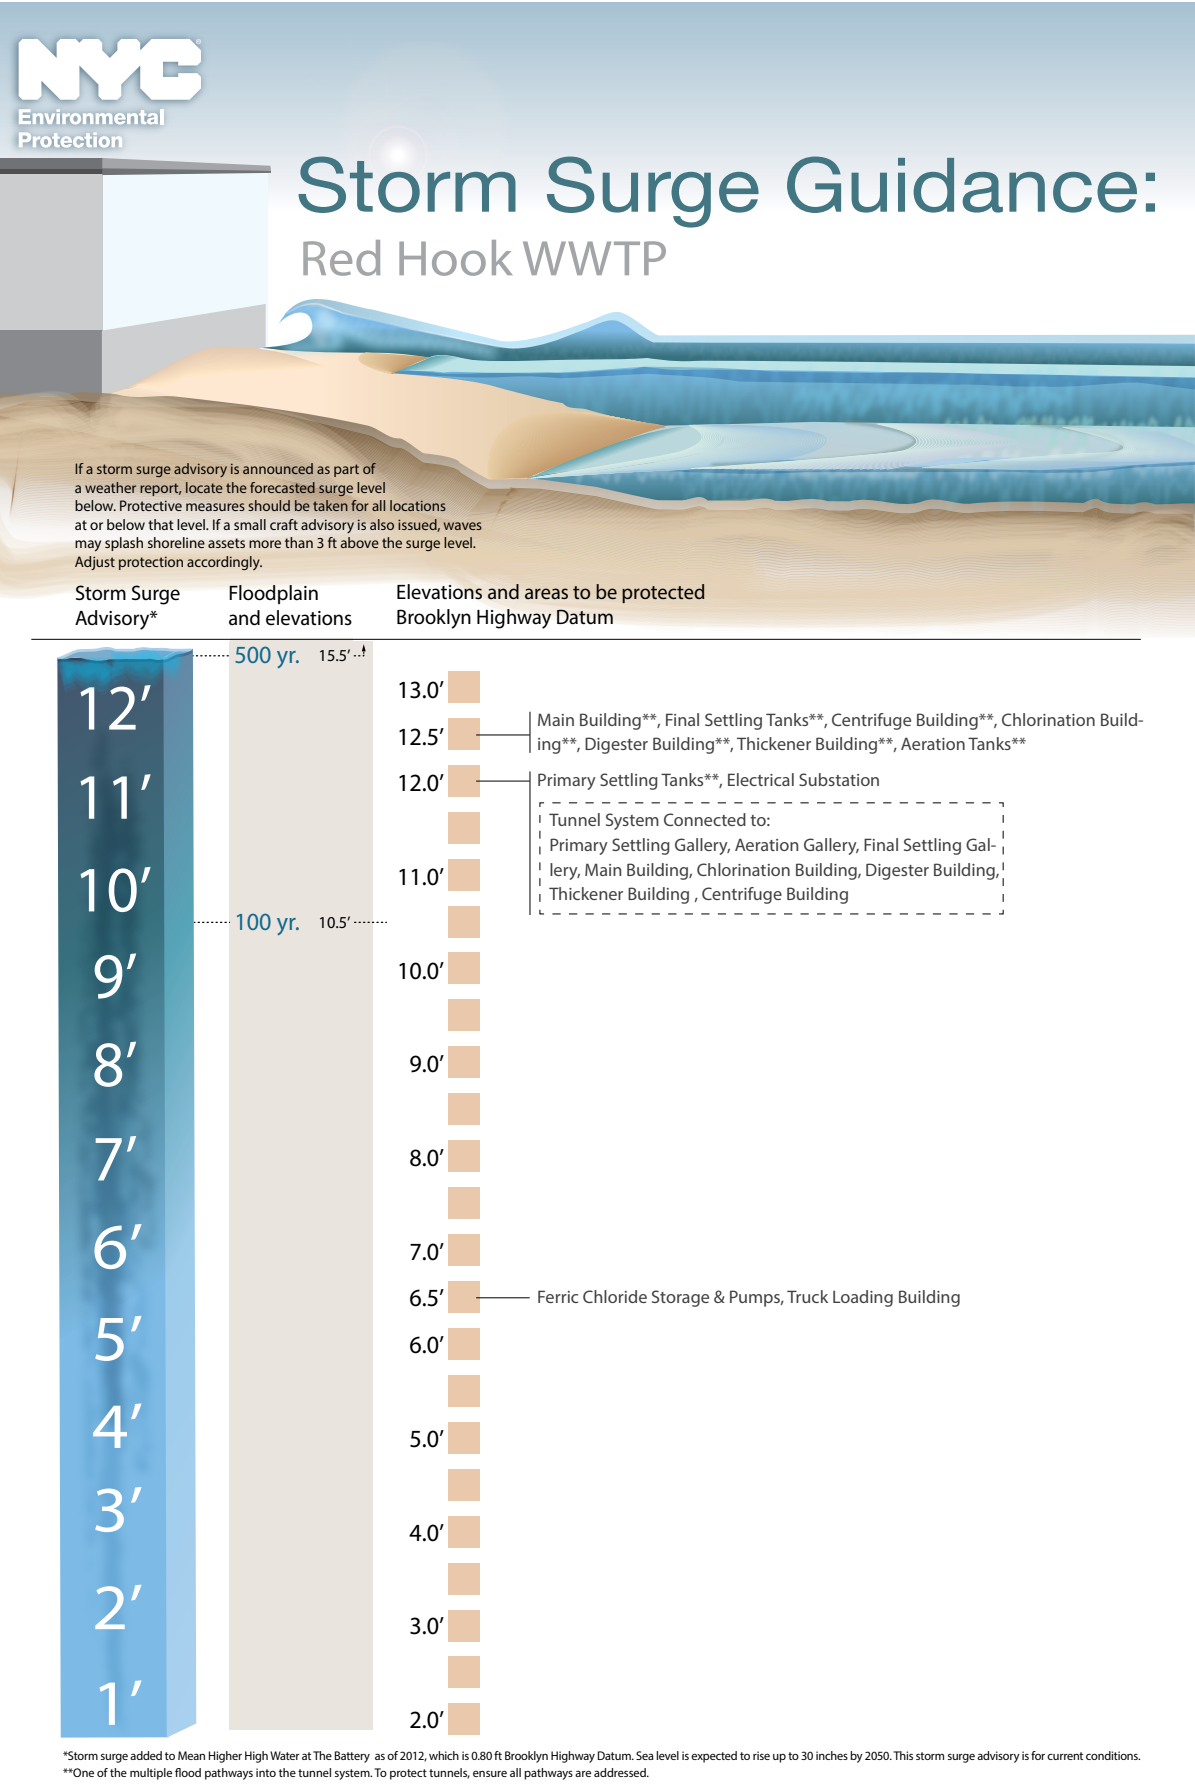 NYC
Environmental
Protection
Storm Surge Guidance:
Red Hook WWTP
If a storm surge advisory is announced as part of
a weather report, locate the forecasted surge level
below. Protective measures should be taken for all locations
at or below that level. If a small craft advisory is also issued, waves
may splash shoreline assets more than 3 ft above the surge level.
Adjust protection accordingly.
Storm Surge
Advisory*
Floodplain
and elevations
Elevations and areas to be protected
Brooklyn Highway Datum
12’
11’
10’
9’
8’
7’
6’
5’
4’
3’
2’
1’
500 yr. 15.5’
100 yr. 10.5’
13.0’
12.5’
Main Building**, Final Settling Tanks**, Centrifuge Building**, Chlorination Build-
ing**, Digester Building**, Thickener Building**, Aeration Tanks**
12.0’
Primary Settling Tanks**, Electrical Substation
Tunnel System Connected to:
Primary Settling Gallery, Aeration Gallery, Final Settling Gal-
lery, Main Building, Chlorination Building, Digester Building,
Thickener Building , Centrifuge Building
11.0’
10.0’
9.0’
8.0’
7.0’
6.5’
Ferric Chloride Storage & Pumps, Truck Loading Building
6.0’
5.0’
4.0’
3.0’
2.0’
*Storm surge added to Mean Higher High Water at The Battery as of 2012, which is 0.80 ft Brooklyn Highway Datum. Sea level is expected to rise up to 30 inches by 2050. This storm surge advisory is for current conditions.
**One of the multiple flood pathways into the tunnel system. To protect tunnels, ensure all pathways are addressed.